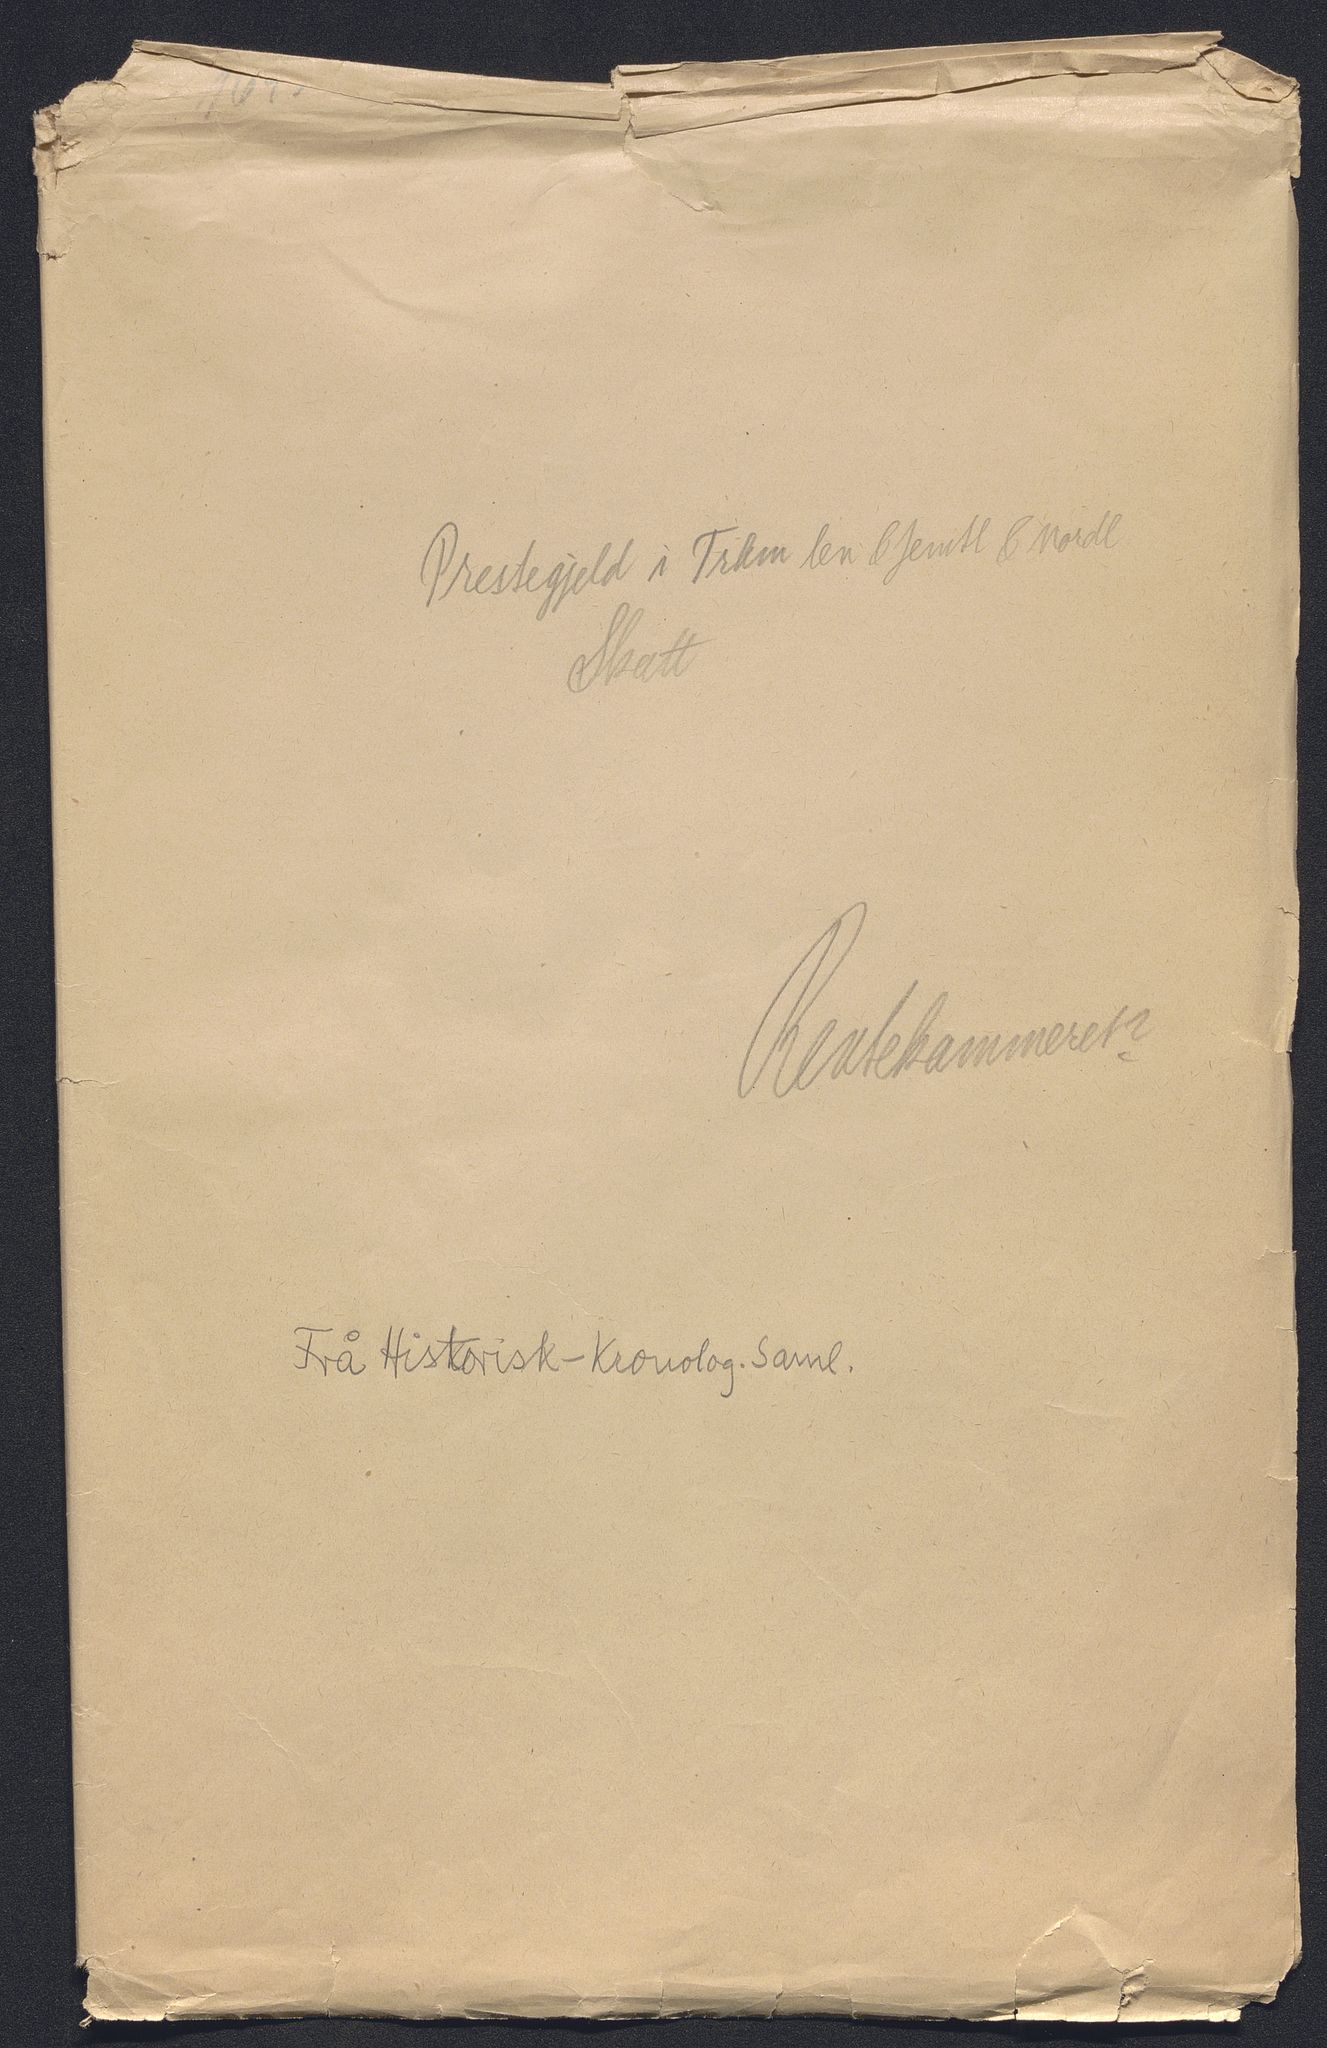 Prestegjeld i Trhm len & Jemtl & Nordl
Skatt
Rentekammeret?
Frå Historisk-Kronolog. Saml.